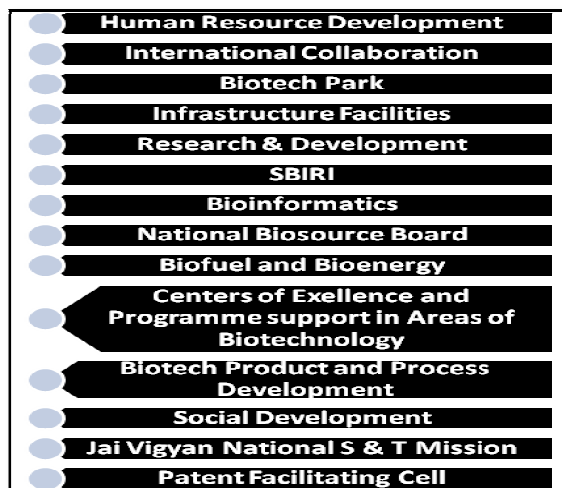 Human Resource Development
International Collaboration
Biotech Park
Infrastructure Facilities
Research & Development
SBIRI
Bioinformatics
National Biosource Board
Biofuel and Bioenergy
Centers of Exellence and
Programme support in Areas of
Biotechnology
Biotech Product and Process
Development
Social Development
Jai Vigyan National S & T Mission
Patent Facilitating Cell